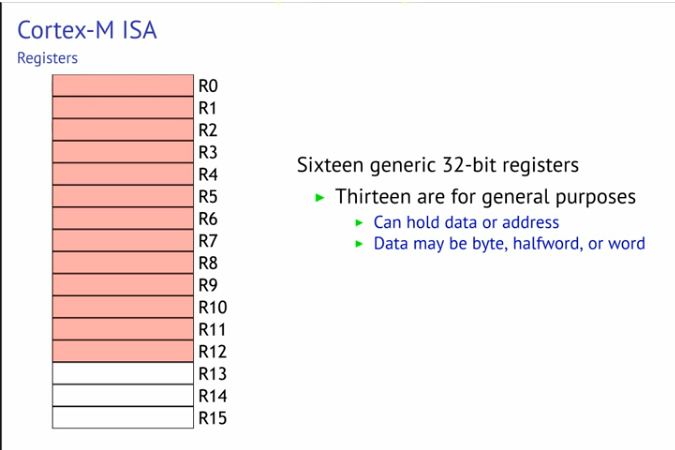 Cortex-M ISA
Registers
R0
R1
R2
R3
R4
R5
R6
R7
R8
R9
R10
R11
R12
R13
R14
R15
Sixteen generic 32-bit registers
Thirteen are for general purposes
Can hold data or address
Data may be byte, halfword, or word